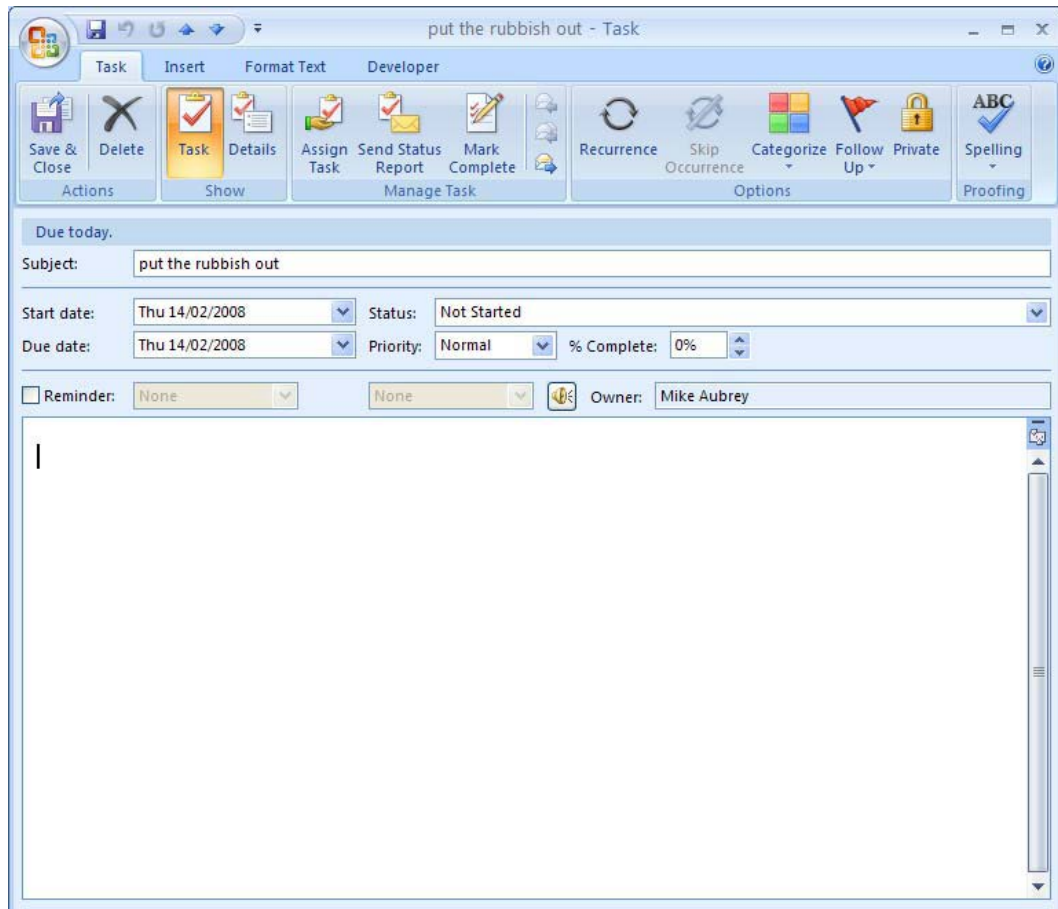 put the rubbish out - Task
Task Insert Format Text Developer
Save & Close Delete Task Details Assign Task Send Status Report Mark Complete Recurrence Skip Occurrence Categorize Follow Up Private ABC Spelling
Actions Show Manage Task Options Proofing
Due today.
Subject: put the rubbish out
Start date: Thu 14/02/2008 Status: Not Started
Due date: Thu 14/02/2008 Priority: Normal % Complete: 0%
Reminder: None None Owner: Mike Aubrey